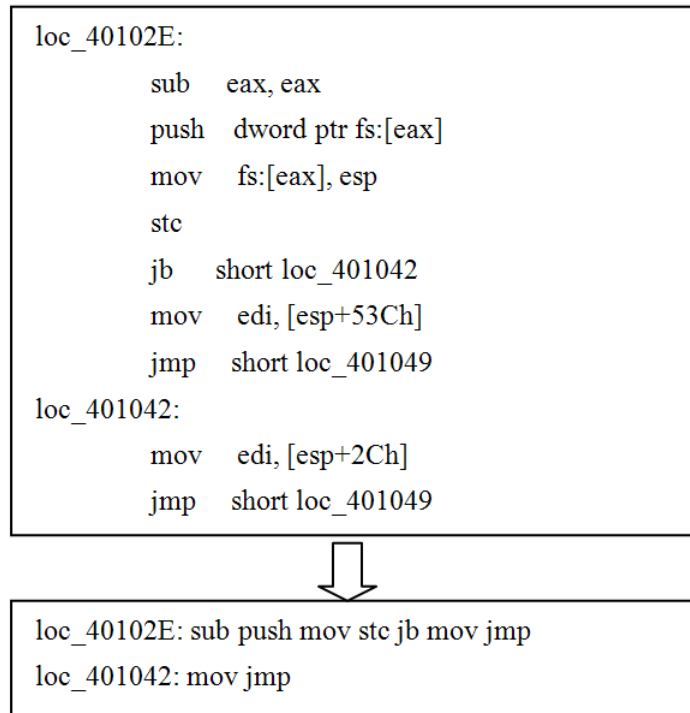 loc_40102E:
sub eax, eax
push dword ptr fs:[eax]
mov fs:[eax], esp
stc
jb short loc_401042
mov edi, [esp+53Ch]
jmp short loc_401049
loc_401042:
mov edi, [esp+2Ch]
jmp short loc_401049
loc_40102E: sub push mov stc jb mov jmp
loc_401042: mov jmp